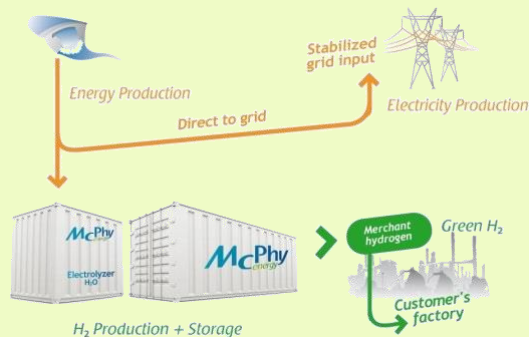 Stabilized
grid input
Energy Production
Electricity Production
Direct to grid
McPhy
energy
Electrolyzer
H₂O
McPhy
energy
Merchant
hydrogen
Green H₂
Customer's
factory
H₂ Production + Storage